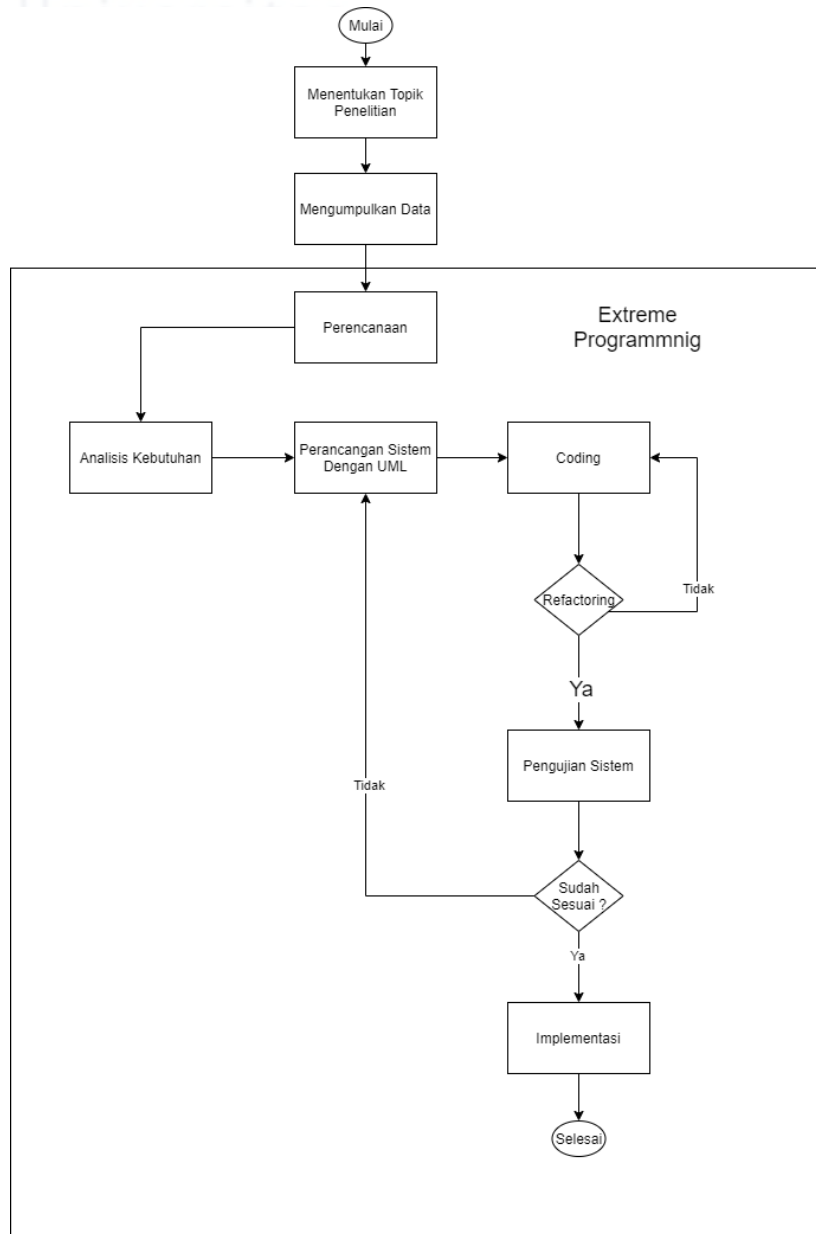 Mulai
Menentukan Topik
Penelitian
Mengumpulkan Data
Perencanaan
Extreme
Programmnig
Analisis Kebutuhan
Perancangan Sistem
Dengan UML
Coding
Refactoring
Tidak
Ya
Pengujian Sistem
Tidak
Sudah
Sesuai ?
Ya
Implementasi
Selesai